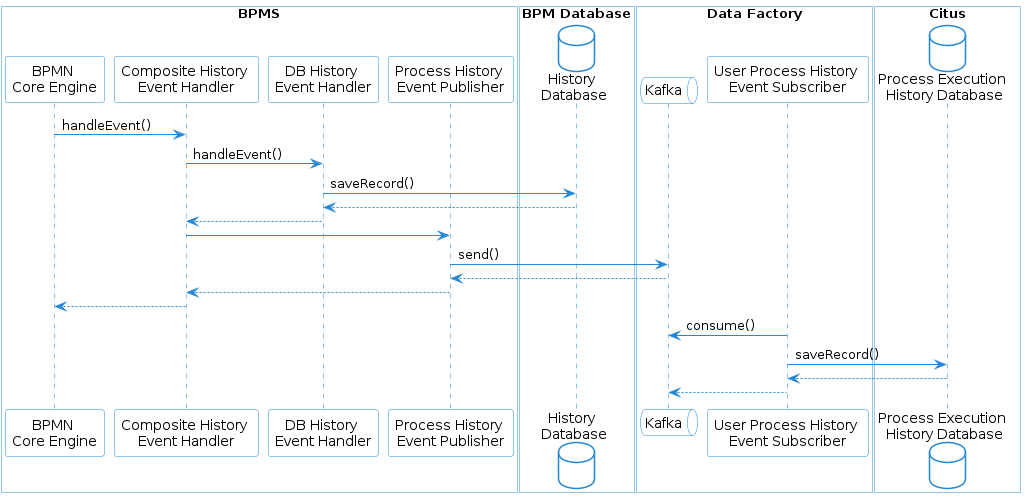 BPMS
BPM Database
Data Factory
Citus
BPMN
Core Engine
Composite History
Event Handler
DB History
Event Handler
Process History
Event Publisher
History
Database
Kafka
User Process History
Event Subscriber
Process Execution
History Database
handleEvent()
handleEvent()
saveRecord()
send()
consume()
saveRecord()
BPMN
Core Engine
Composite History
Event Handler
DB History
Event Handler
Process History
Event Publisher
History
Database
Kafka
User Process History
Event Subscriber
Process Execution
History Database